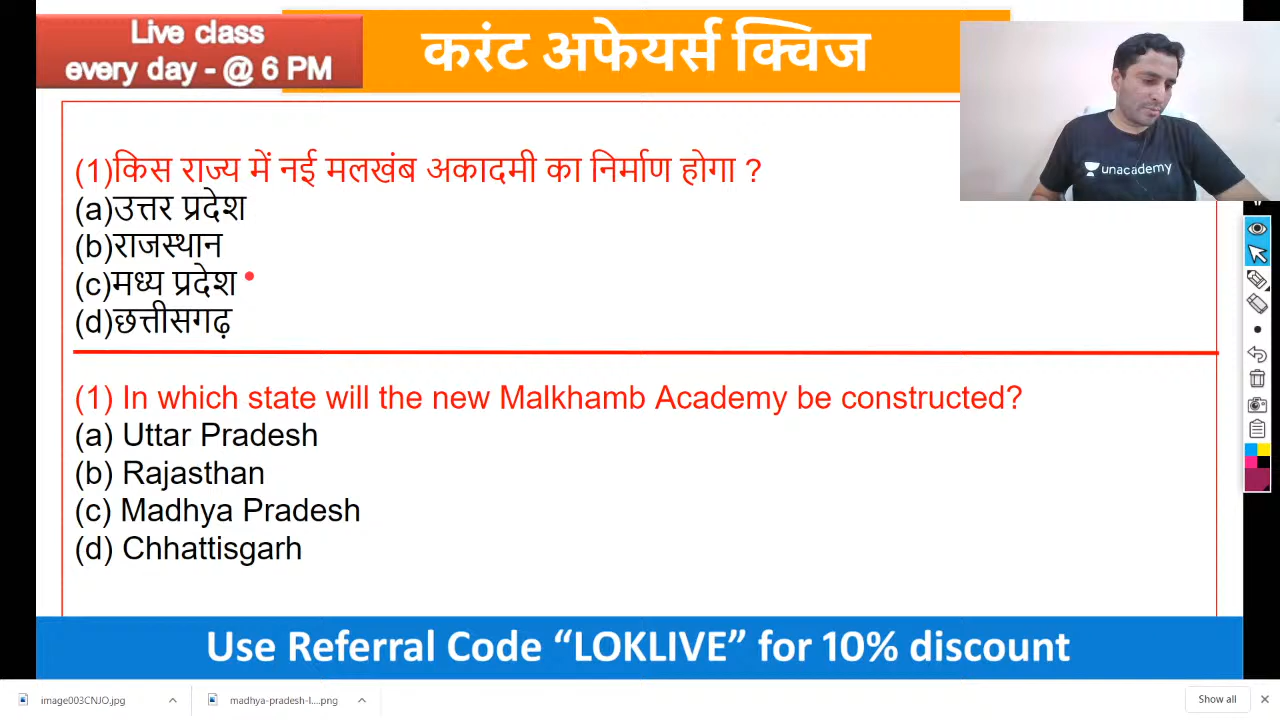 Live class
every day - @ 6 PM
करंट अफेयर्स क्विज
unacademy
(1)किस राज्य में नई मलखंब अकादमी का निर्माण होगा ?
(a)उत्तर प्रदेश
(b)राजस्थान
(c)मध्य प्रदेश
(d)छत्तीसगढ़
(1) In which state will the new Malkhamb Academy be constructed?
(a) Uttar Pradesh
(b) Rajasthan
(c) Madhya Pradesh
(d) Chhattisgarh
Use Referral Code “LOKLIVE” for 10% discount
image003CNJO.jpg
madhya-pradesh-l....png
Show all